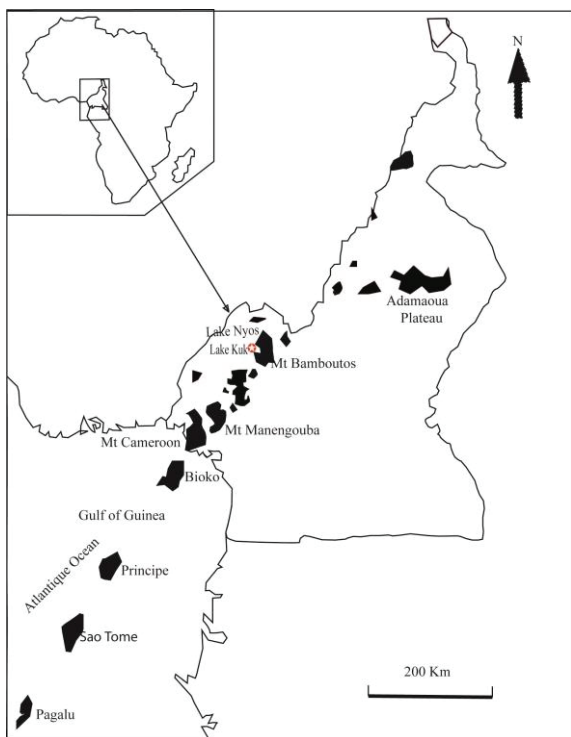 N
Adamaoua
Plateau
Lake Nyos
Lake Kuk
Mt Bamboutos
Mt Manengouba
Mt Cameroon
Bioko
Gulf of Guinea
Atlantique Ocean
Principe
Sao Tome
200 Km
Pagalu